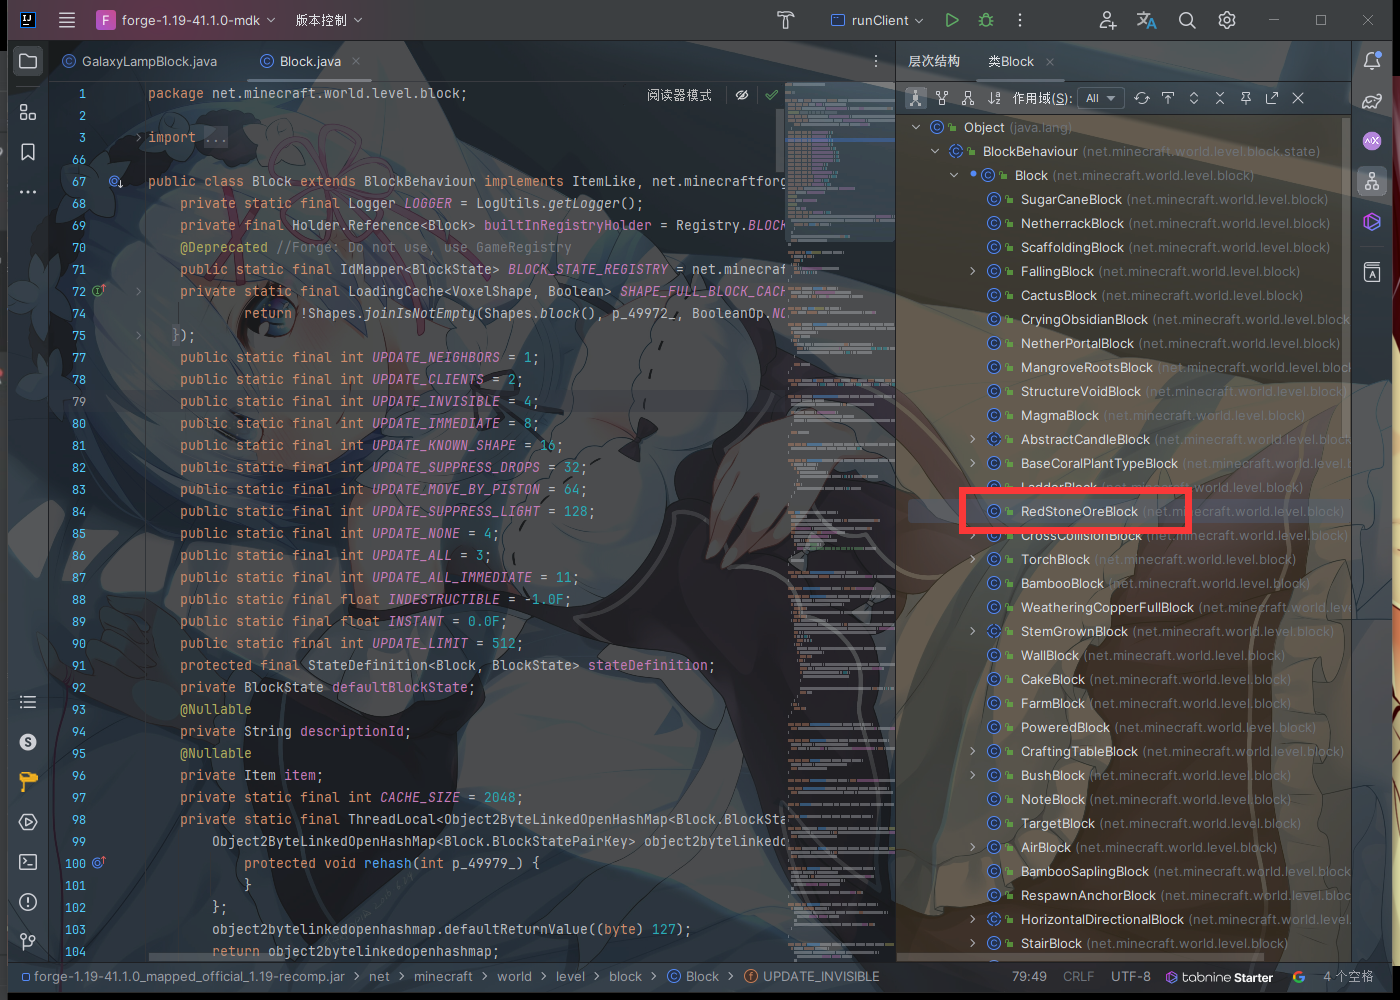 forge-1.19-41.1.0-mdk
版本控制
runClient
GalaxyLampBlock.java
Block.java
层次结构
类Block
作用域(S):
All
阅读器模式
1 package net.minecraft.world.level.block;
2
3 import ...
66
67 public class Block extends BlockBehaviour implements ItemLike, net.minecraftforg
68 private static final Logger LOGGER = LogUtils.getLogger();
69 private final Holder.Reference<Block> builtInRegistryHolder = Registry.BLOCK
70 @Deprecated //Forge: Do not use, use GameRegistry
71 public static final IdMapper<BlockState> BLOCK_STATE_REGISTRY = net.minecraf
72 private static final LoadingCache<VoxelShape, Boolean> SHAPE_FULL_BLOCK_CACH
74 return !Shapes.joinIsNotEmpty(Shapes.block(), p_49972_, BooleanOp.NO
75 });
77 public static final int UPDATE_NEIGHBORS = 1;
78 public static final int UPDATE_CLIENTS = 2;
79 public static final int UPDATE_INVISIBLE = 4;
80 public static final int UPDATE_IMMEDIATE = 8;
81 public static final int UPDATE_KNOWN_SHAPE = 16;
82 public static final int UPDATE_SUPPRESS_DROPS = 32;
83 public static final int UPDATE_MOVE_BY_PISTON = 64;
84 public static final int UPDATE_SUPPRESS_LIGHT = 128;
85 public static final int UPDATE_NONE = 4;
86 public static final int UPDATE_ALL = 3;
87 public static final int UPDATE_ALL_IMMEDIATE = 11;
88 public static final float INDESTRUCTIBLE = -1.0F;
89 public static final float INSTANT = 0.0F;
90 public static final int UPDATE_LIMIT = 512;
91 protected final StateDefinition<Block, BlockState> stateDefinition;
92 private BlockState defaultBlockState;
93 @Nullable
94 private String descriptionId;
95 @Nullable
96 private Item item;
97 private static final int CACHE_SIZE = 2048;
98 private static final ThreadLocal<Object2ByteLinkedOpenHashMap<Block.BlockSta
99 Object2ByteLinkedOpenHashMap<Block.BlockStatePairKey> object2bytelinkedo
100 protected void rehash(int p_49979_) {
101 }
102 };
103 object2bytelinkedopenhashmap.defaultReturnValue((byte) 127);
104 return object2bytelinkedopenhashmap;
Object (java.lang)
BlockBehaviour (net.minecraft.world.level.block.state)
Block (net.minecraft.world.level.block)
SugarCaneBlock (net.minecraft.world.level.block)
NetherrackBlock (net.minecraft.world.level.block)
ScaffoldingBlock (net.minecraft.world.level.block)
FallingBlock (net.minecraft.world.level.block)
CactusBlock (net.minecraft.world.level.block)
CryingObsidianBlock (net.minecraft.world.level.block
NetherPortalBlock (net.minecraft.world.level.block)
MangroveRootsBlock (net.minecraft.world.level.block
StructureVoidBlock (net.minecraft.world.level.block)
MagmaBlock (net.minecraft.world.level.block)
AbstractCandleBlock (net.minecraft.world.level.block
BaseCoralPlantTypeBlock (net.minecraft.world.level.b
LadderBlock (net.minecraft.world.level.block)
RedStoneOreBlock (net.minecraft.world.level.block)
CrossCollisionBlock (net.minecraft.world.level.block)
TorchBlock (net.minecraft.world.level.block)
BambooBlock (net.minecraft.world.level.block)
WeatheringCopperFullBlock (net.minecraft.world.leve
StemGrownBlock (net.minecraft.world.level.block)
WallBlock (net.minecraft.world.level.block)
CakeBlock (net.minecraft.world.level.block)
FarmBlock (net.minecraft.world.level.block)
PoweredBlock (net.minecraft.world.level.block)
CraftingTableBlock (net.minecraft.world.level.block)
BushBlock (net.minecraft.world.level.block)
NoteBlock (net.minecraft.world.level.block)
TargetBlock (net.minecraft.world.level.block)
AirBlock (net.minecraft.world.level.block)
BambooSaplingBlock (net.minecraft.world.level.block)
RespawnAnchorBlock (net.minecraft.world.level.block
HorizontalDirectionalBlock (net.minecraft.world.level.
StairBlock (net.minecraft.world.level.block)
forge-1.19-41.1.0_mapped_official_1.19-recomp.jar > net > minecraft > world > level > block > Block > UPDATE_INVISIBLE
79:49 CRLF UTF-8 tabnine Starter 4 个空格